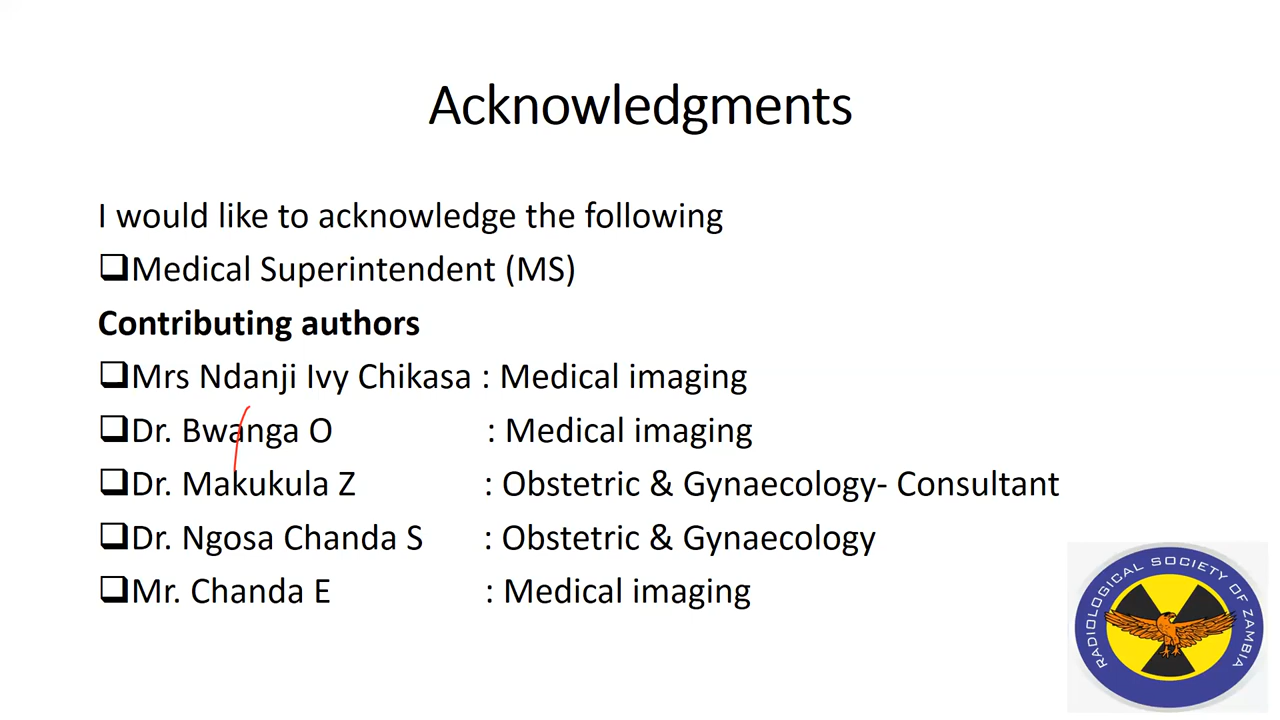 Acknowledgments
I would like to acknowledge the following
❑Medical Superintendent (MS)
Contributing authors
❑Mrs Ndanji Ivy Chikasa : Medical imaging
❑Dr. Bwanga O : Medical imaging
❑Dr. Makukula Z : Obstetric & Gynaecology- Consultant
❑Dr. Ngosa Chanda S : Obstetric & Gynaecology
❑Mr. Chanda E : Medical imaging
RADIOLOGICAL SOCIETY OF ZAMBIA